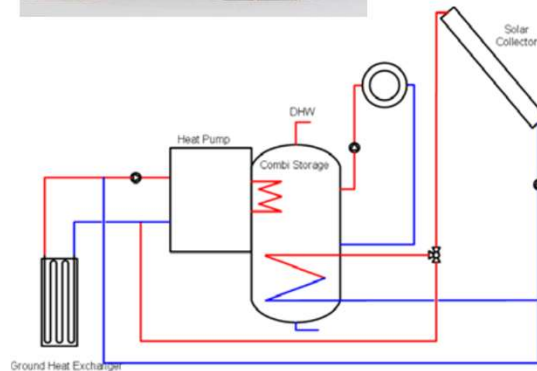 Solar
Collector
DHW
Heat Pump
Combi Storage
Ground Heat Exchanger